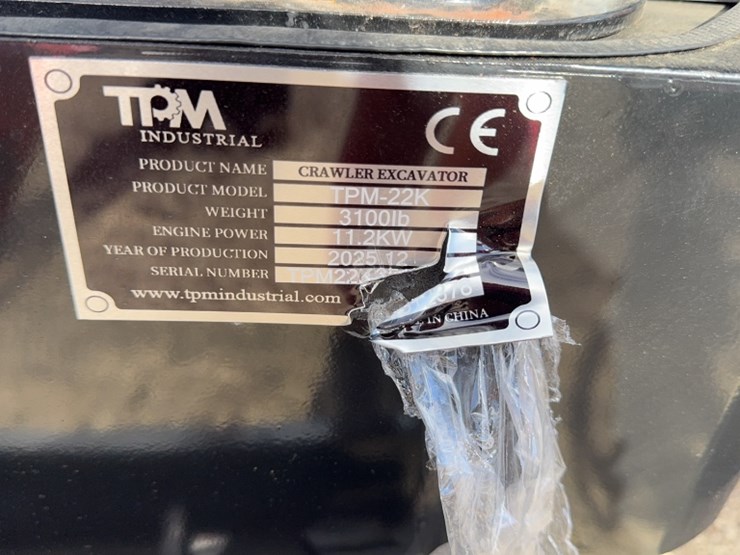 TPM
INDUSTRIAL
CE
PRODUCT NAME CRAWLER EXCAVATOR
PRODUCT MODEL TPM-22K
WEIGHT 3100lb
ENGINE POWER 11.2KW
YEAR OF PRODUCTION 2025.12
SERIAL NUMBER
www.tpmindustrial.com
IN CHINA